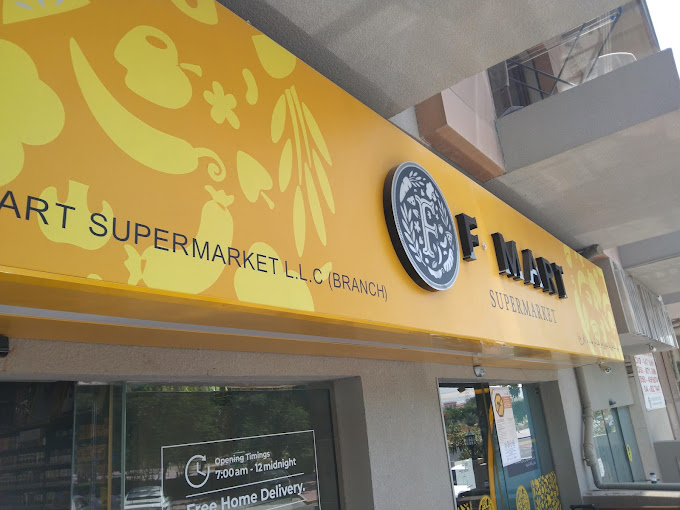 ART SUPERMARKET L.L.C (BRANCH)
F
F MART
SUPERMARKET
Opening Timings
7:00 am - 12 midnight
Free Home Delivery.